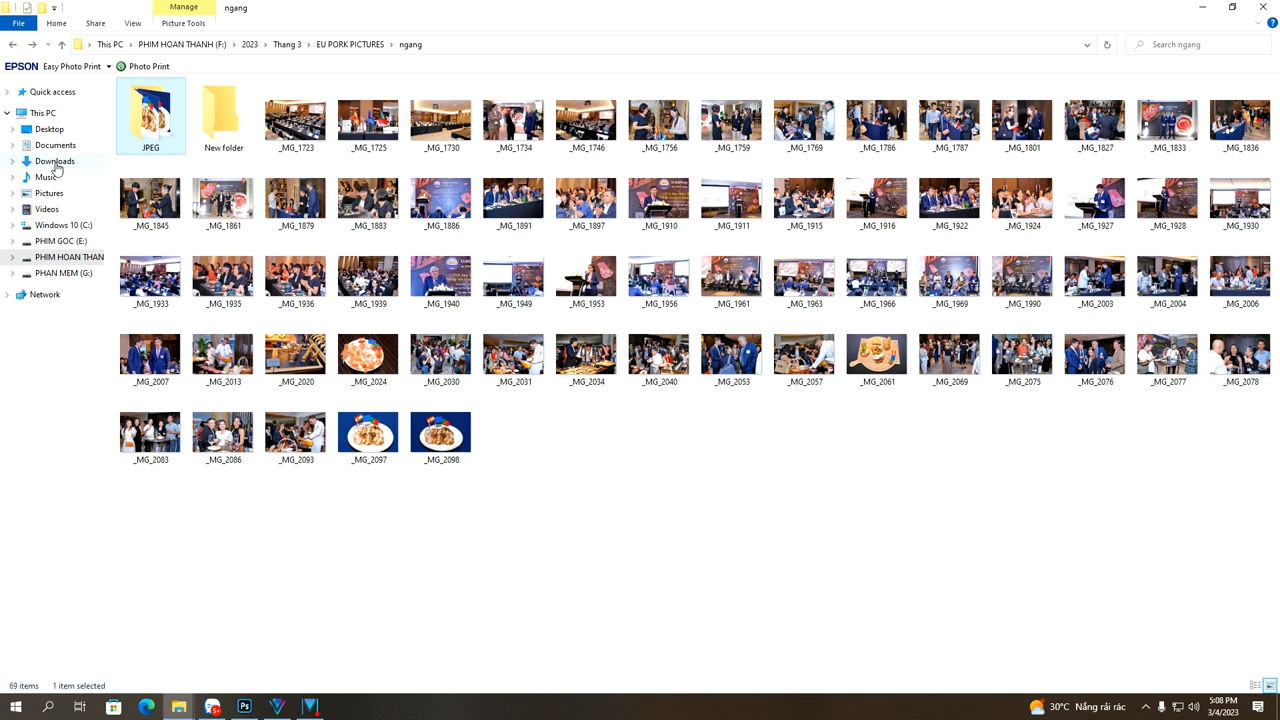 Manage
ngang
File
Home
Share
View
Picture Tools
This PC
PHIM HOAN THANH (F:)
2023
Thang 3
EU PORK PICTURES
ngang
Search ngang
EPSON
Easy Photo Print
Photo Print
Quick access
This PC
Desktop
Documents
Downloads
Music
Pictures
Videos
Windows 10 (C:)
PHIM GOC (E:)
PHIM HOAN THAN
PHAN MEM (G:)
Network
JPEG
New folder
_MG_1723
_MG_1725
_MG_1730
_MG_1734
_MG_1746
_MG_1756
_MG_1759
_MG_1769
_MG_1786
_MG_1787
_MG_1801
_MG_1827
_MG_1833
_MG_1836
_MG_1845
_MG_1861
_MG_1879
_MG_1883
_MG_1886
_MG_1891
_MG_1897
_MG_1910
_MG_1911
_MG_1915
_MG_1916
_MG_1922
_MG_1924
_MG_1927
_MG_1928
_MG_1930
_MG_1933
_MG_1935
_MG_1936
_MG_1939
_MG_1940
_MG_1949
_MG_1953
_MG_1956
_MG_1961
_MG_1963
_MG_1966
_MG_1969
_MG_1990
_MG_2003
_MG_2004
_MG_2006
_MG_2007
_MG_2013
_MG_2020
_MG_2024
_MG_2030
_MG_2031
_MG_2034
_MG_2040
_MG_2053
_MG_2057
_MG_2061
_MG_2069
_MG_2075
_MG_2076
_MG_2077
_MG_2078
_MG_2083
_MG_2086
_MG_2093
_MG_2097
_MG_2098
69 items
1 item selected
Ps
30°C Nắng rải rác
5:08 PM
3/4/2023